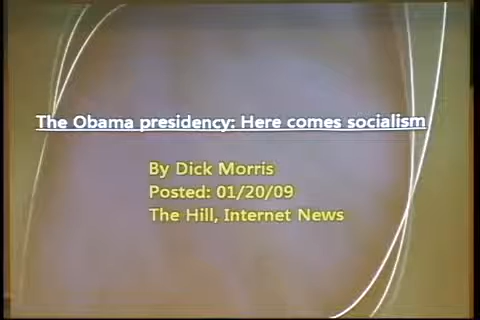 The Obama presidency: Here comes socialism
By Dick Morris
Posted: 01/20/09
The Hill, Internet News